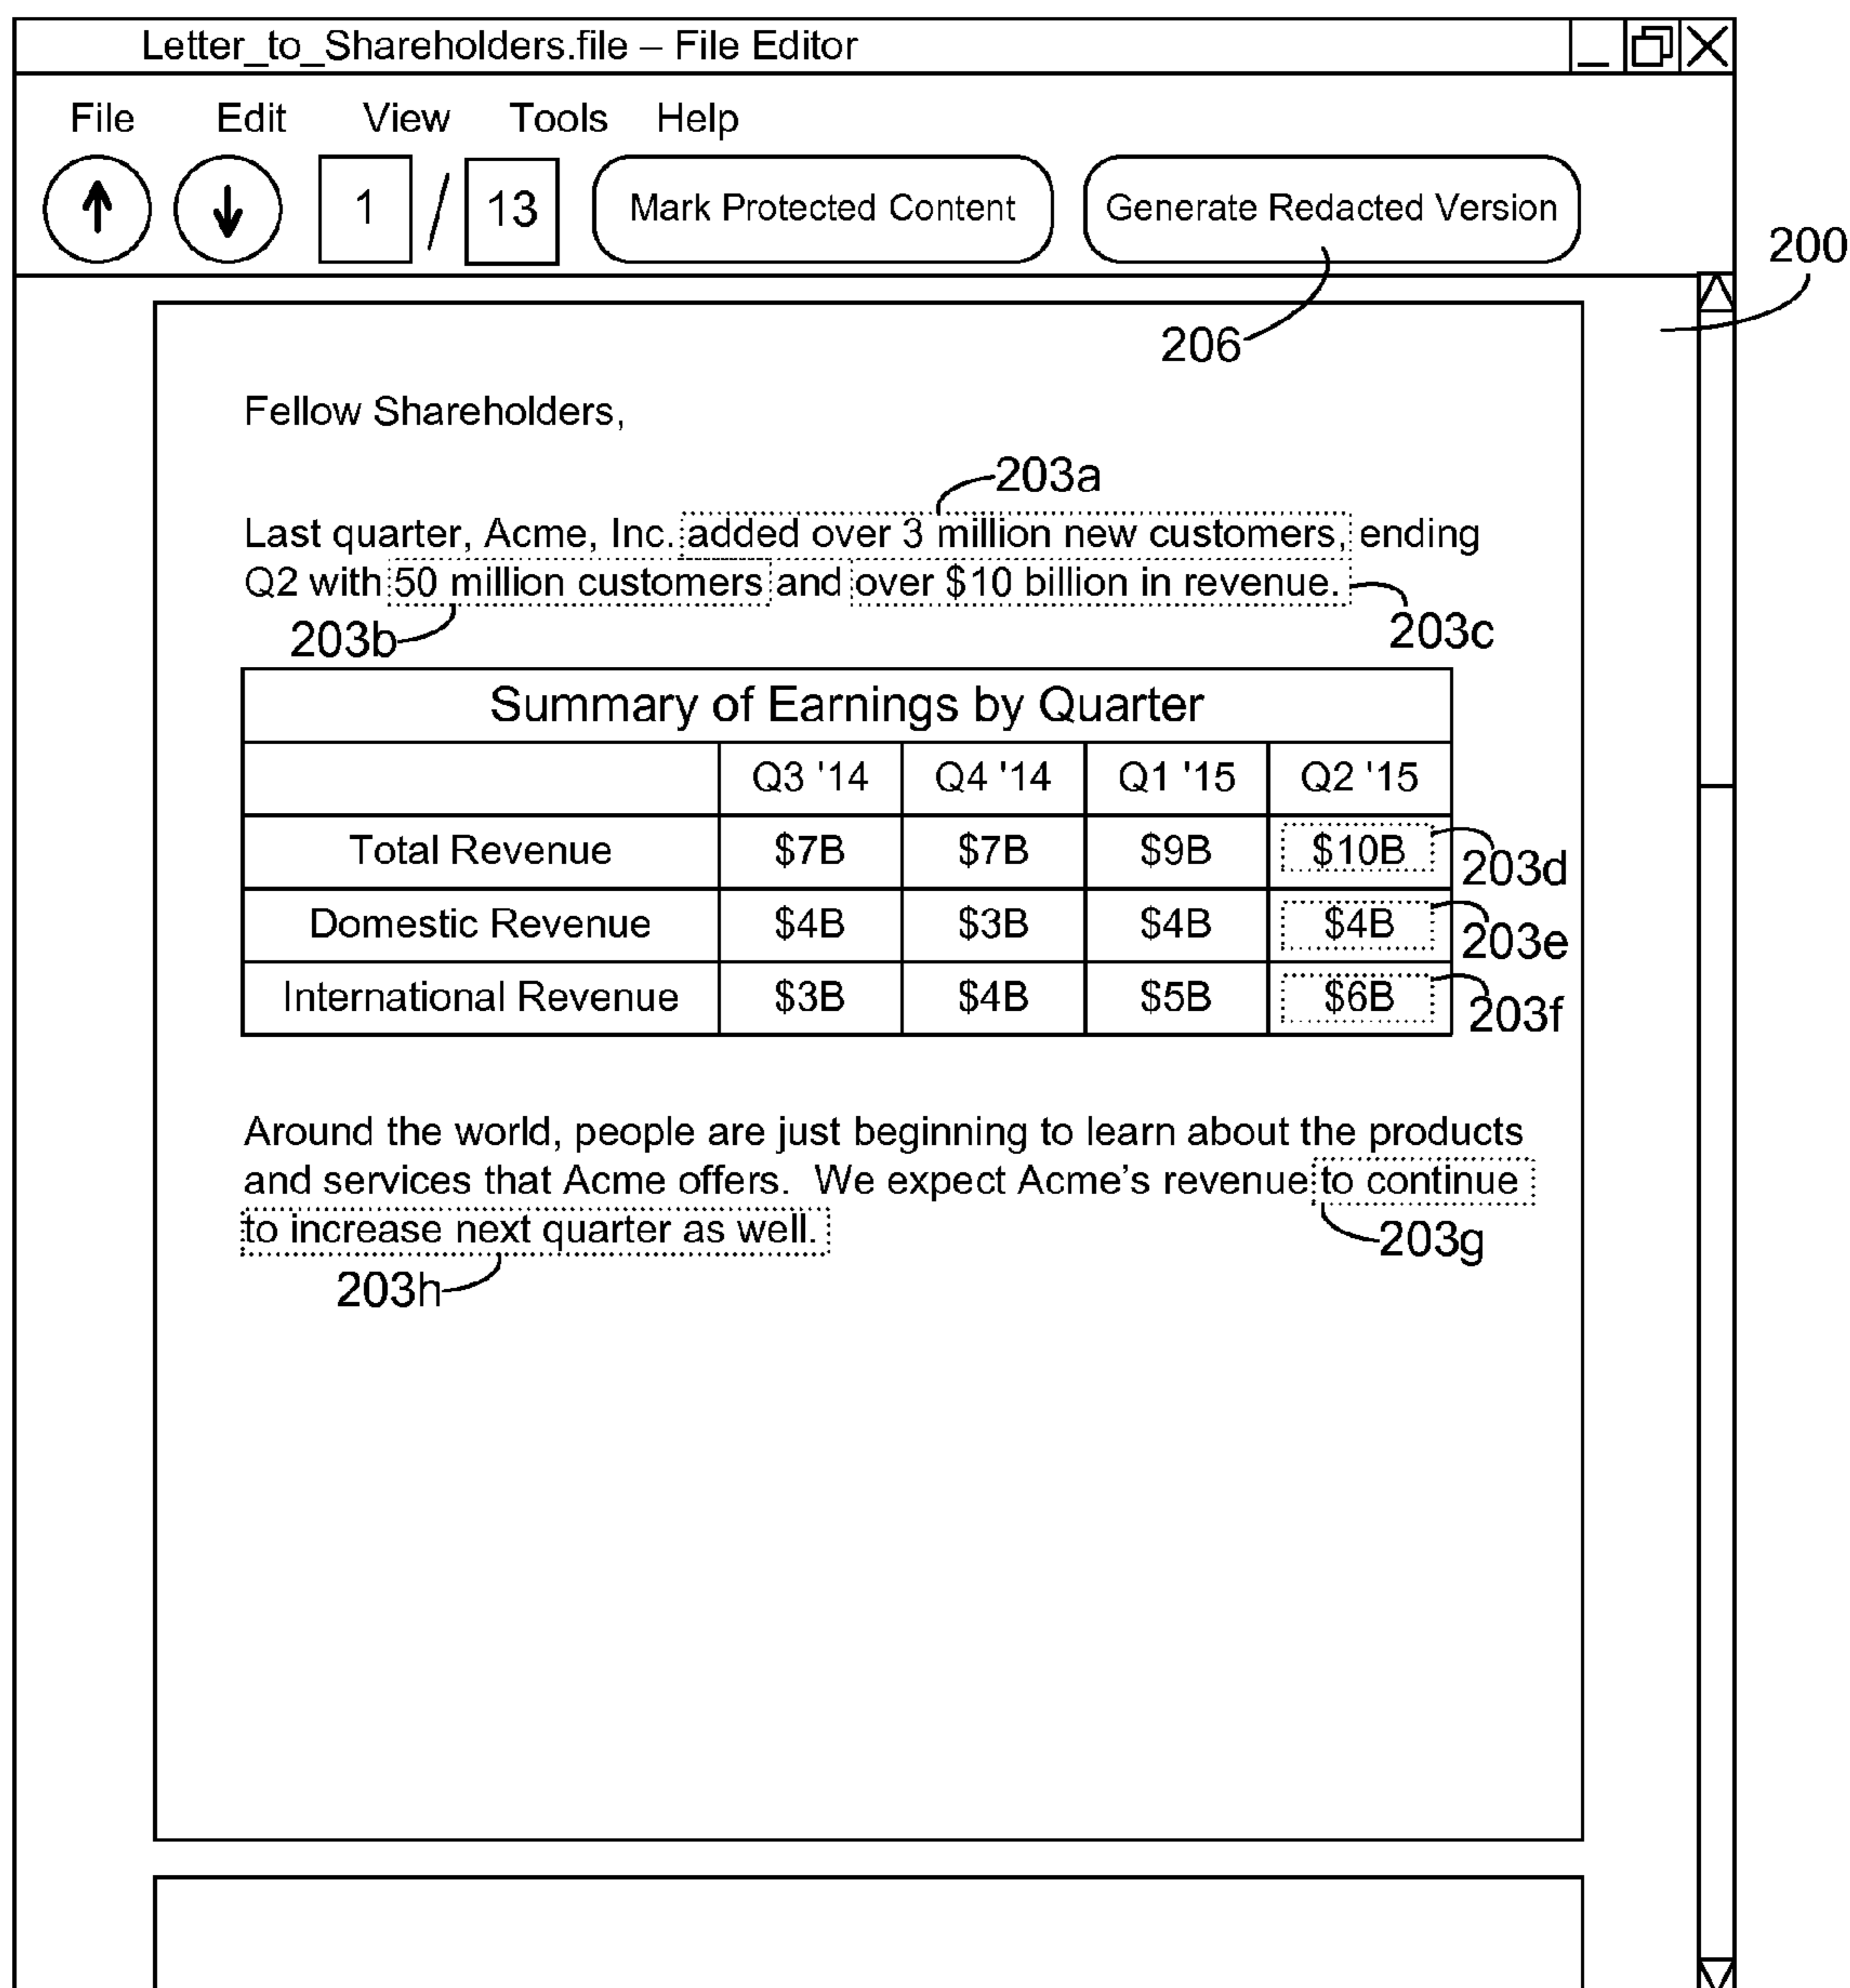 Letter_to_Shareholders.file – File Editor
File Edit View Tools Help
1 / 13 Mark Protected Content Generate Redacted Version
200
206
Fellow Shareholders,
203a
Last quarter, Acme, Inc. added over 3 million new customers, ending
Q2 with 50 million customers and over $10 billion in revenue.
203b 203c
Summary of Earnings by Quarter
Q3 '14 Q4 '14 Q1 '15 Q2 '15
Total Revenue $7B $7B $9B $10B 203d
Domestic Revenue $4B $3B $4B $4B 203e
International Revenue $3B $4B $5B $6B 203f
Around the world, people are just beginning to learn about the products
and services that Acme offers.  We expect Acme’s revenue to continue
to increase next quarter as well.
203g
203h